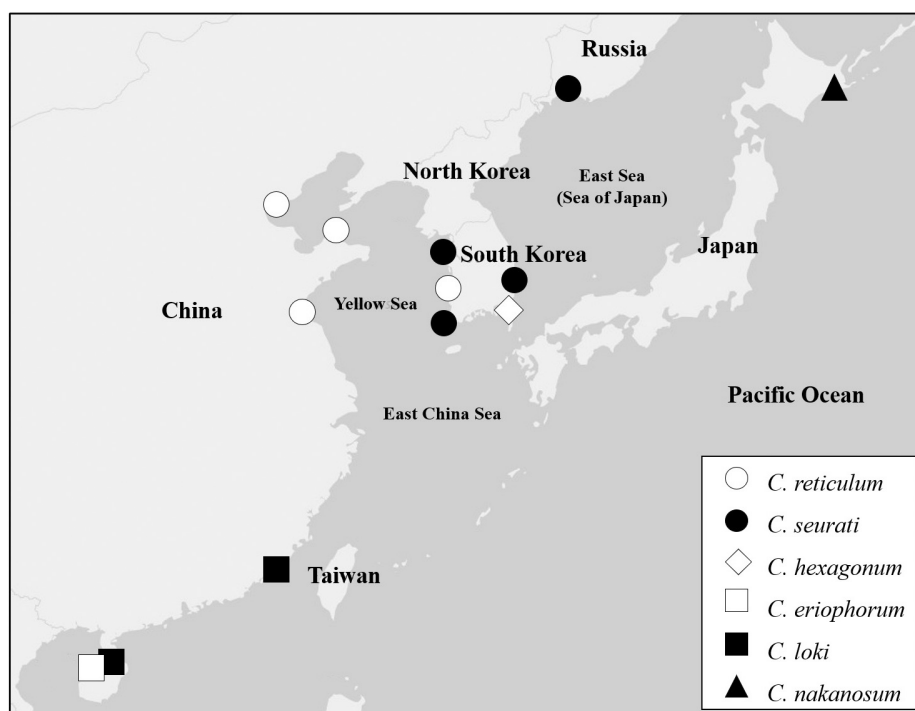 Russia
North Korea
East Sea
(Sea of Japan)
South Korea
Japan
China
Yellow Sea
Pacific Ocean
East China Sea
Taiwan
C. reticulum
C. seurati
C. hexagonum
C. eriophorum
C. loki
C. nakanosum